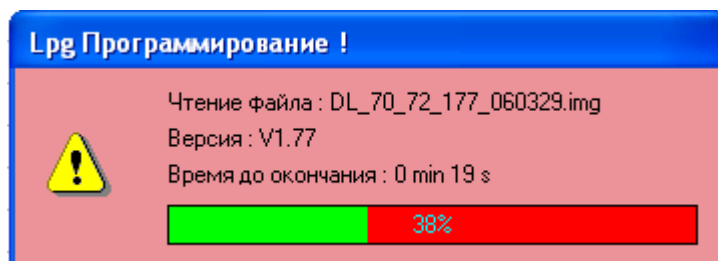 Lpg Программирование !
Чтение файла : DL_70_72_177_060329.img
Версия : V1.77
Время до окончания : 0 min 19 s
38%